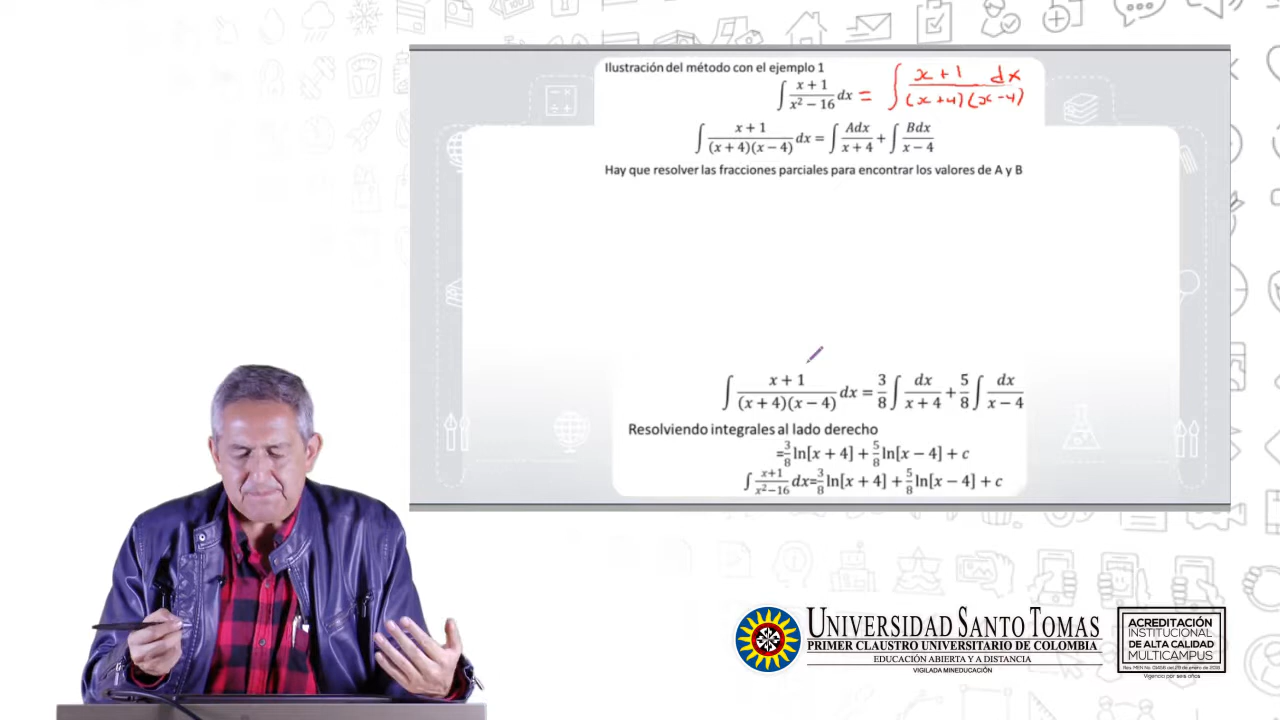 Ilustración del método con el ejemplo 1
∫ (x + 1)/(x² − 16) dx = ∫ (x + 1 dx)/((x+4)(x−4))
∫ (x + 1)/((x + 4)(x − 4)) dx = ∫ Adx/(x + 4) + ∫ Bdx/(x − 4)
Hay que resolver las fracciones parciales para encontrar los valores de A y B
∫ (x + 1)/((x + 4)(x − 4)) dx = 3/8 ∫ dx/(x + 4) + 5/8 ∫ dx/(x − 4)
Resolviendo integrales al lado derecho
=3/8 ln[x + 4] + 5/8 ln[x − 4] + c
∫ (x+1)/(x²−16) dx=3/8 ln[x + 4] + 5/8 ln[x − 4] + c
UNIVERSIDAD SANTO TOMAS
PRIMER CLAUSTRO UNIVERSITARIO DE COLOMBIA
EDUCACIÓN ABIERTA Y A DISTANCIA
VIGILADA MINEDUCACIÓN
ACREDITACIÓN
INSTITUCIONAL
DE ALTA CALIDAD
MULTICAMPUS
Vigencia por seis años